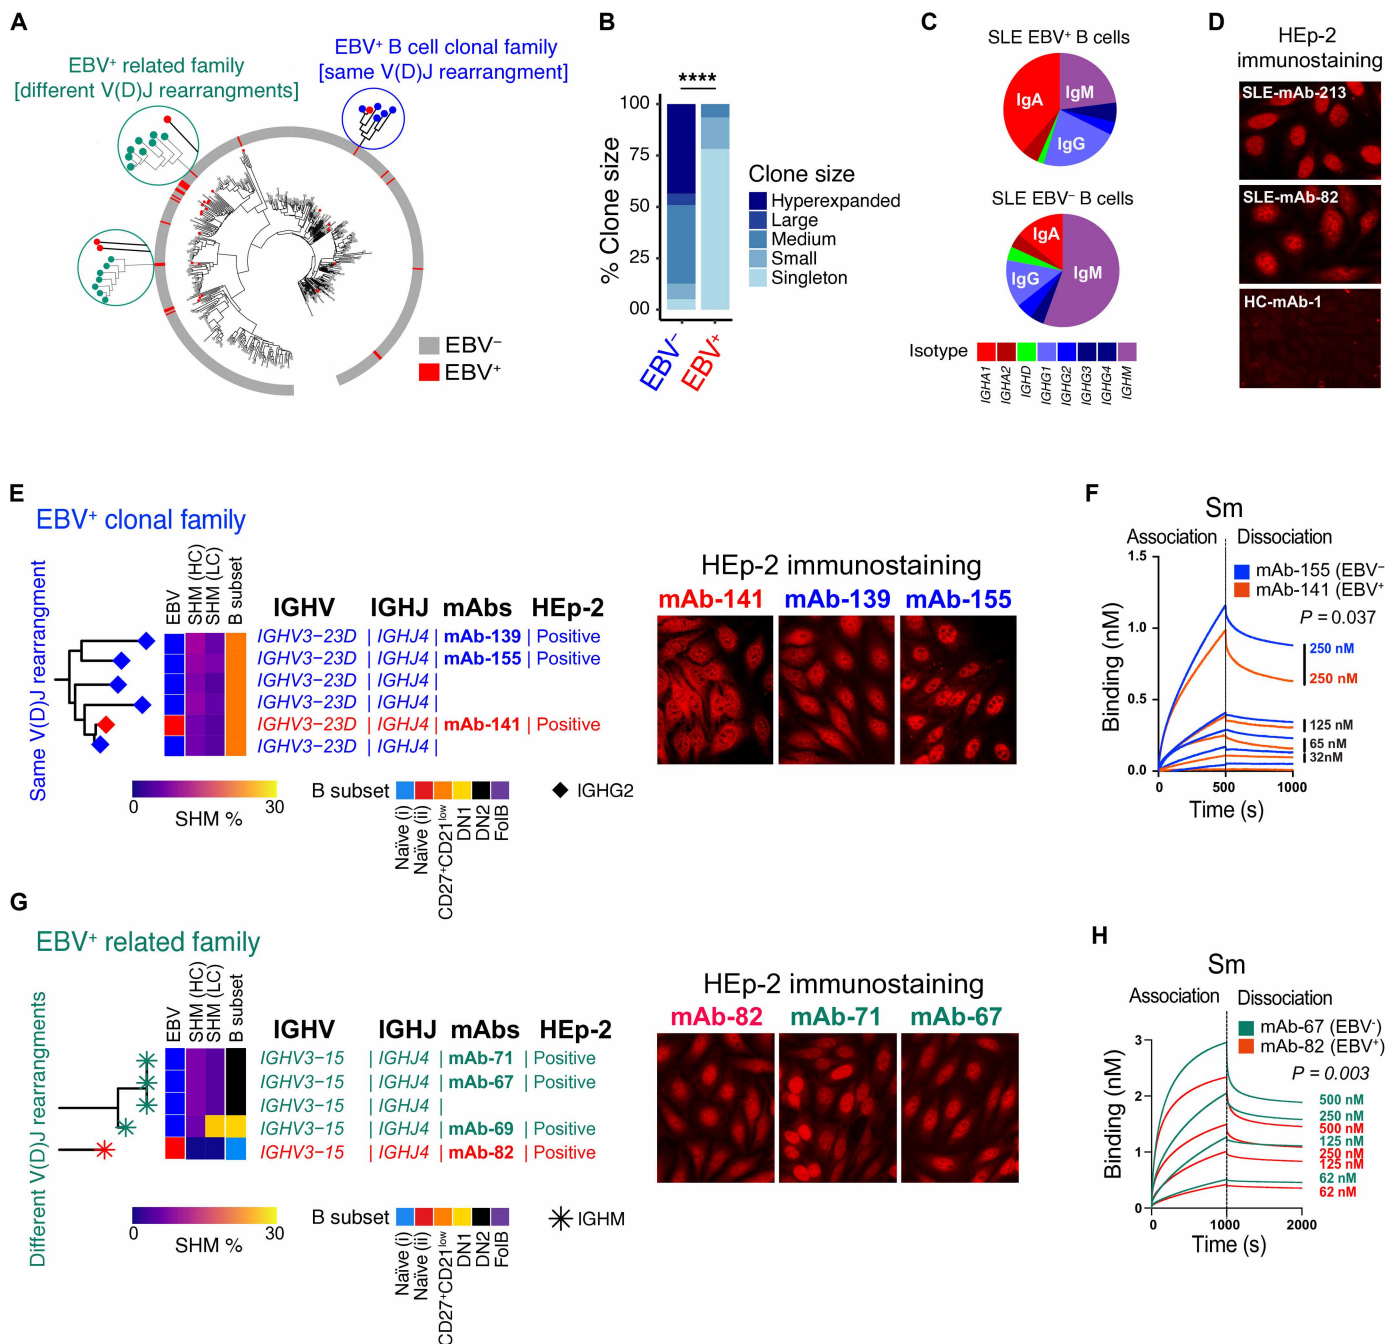 A
EBV+ related family
[different V(D)J rearrangments]
EBV+ B cell clonal family
[same V(D)J rearrangment]
EBV−
EBV+
B
****
% Clone size
100
75
50
25
00
EBV−
EBV+
Clone size
Hyperexpanded
Large
Medium
Small
Singleton
C
SLE EBV+ B cells
IgA
IgM
IgG
SLE EBV− B cells
IgA
IgG
IgM
Isotype
IGHA1
IGHA2
IGHD
IGHG1
IGHG2
IGHG3
IGHG4
IGHM
D
HEp-2
immunostaining
SLE-mAb-213
SLE-mAb-82
HC-mAb-1
E
EBV+ clonal family
Same V(D)J rearrangment
EBV
SHM (HC)
SHM (LC)
B subset
IGHV IGHJ mAbs HEp-2
IGHV3−23D | IGHJ4 | mAb-139 | Positive
IGHV3−23D | IGHJ4 | mAb-155 | Positive
IGHV3−23D | IGHJ4 |
IGHV3−23D | IGHJ4 |
IGHV3−23D | IGHJ4 | mAb-141 | Positive
IGHV3−23D | IGHJ4 |
0 30
SHM %
B subset
Naïve (i)
Naïve (ii)
CD27+CD21low
DN1
DN2
FolB
IGHG2
HEp-2 immunostaining
mAb-141 mAb-139 mAb-155
F
Sm
Association Dissociation
mAb-155 (EBV−
mAb-141 (EBV+
P = 0.037
Binding (nM)
1.5
1.0
0.5
0.0
250 nM
250 nM
125 nM
65 nM
32nM
0 500 1000
Time (s)
G
EBV+ related family
Different V(D)J rearrangments
EBV
SHM (HC)
SHM (LC)
B subset
IGHV IGHJ mAbs HEp-2
IGHV3−15 | IGHJ4 | mAb-71 | Positive
IGHV3−15 | IGHJ4 | mAb-67 | Positive
IGHV3−15 | IGHJ4 |
IGHV3−15 | IGHJ4 | mAb-69 | Positive
IGHV3−15 | IGHJ4 | mAb-82 | Positive
0 30
SHM %
B subset
Naïve (i)
Naïve (ii)
CD27+CD21low
DN1
DN2
FolB
IGHM
HEp-2 immunostaining
mAb-82 mAb-71 mAb-67
H
Sm
Association Dissociation
mAb-67 (EBV-)
mAb-82 (EBV+)
P = 0.003
Binding (nM)
3
2
1
0
500 nM
250 nM
500 nM
125 nM
250 nM
125 nM
62 nM
62 nM
0 1000 2000
Time (s)